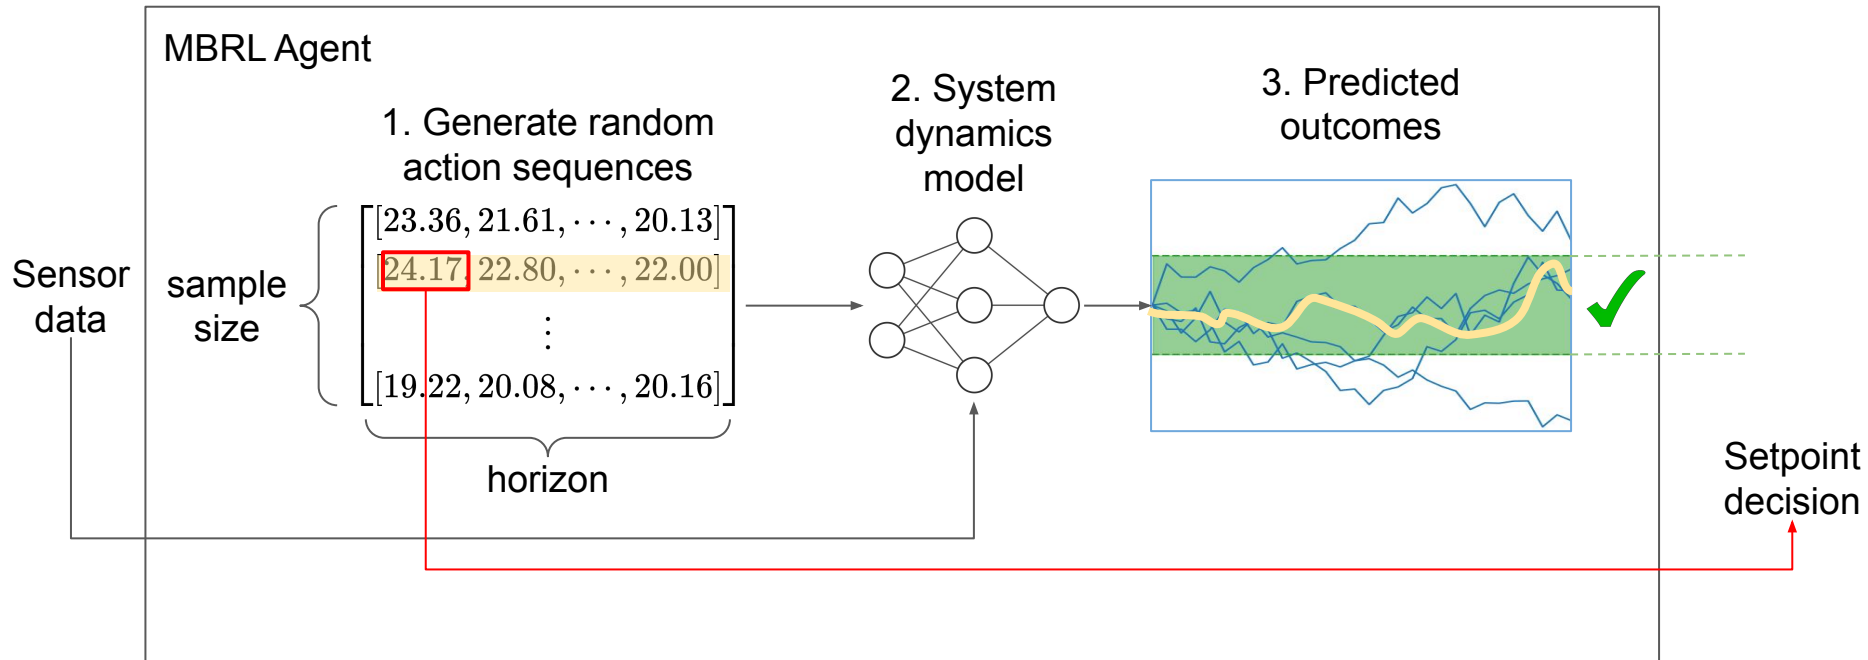 MBRL Agent
1. Generate random
action sequences
2. System
dynamics
model
3. Predicted
outcomes
Sensor
data
sample
size
[23.36, 21.61, ⋯, 20.13]
[24.17, 22.80, ⋯, 22.00]
⋮
[19.22, 20.08, ⋯, 20.16]
horizon
Setpoint
decision